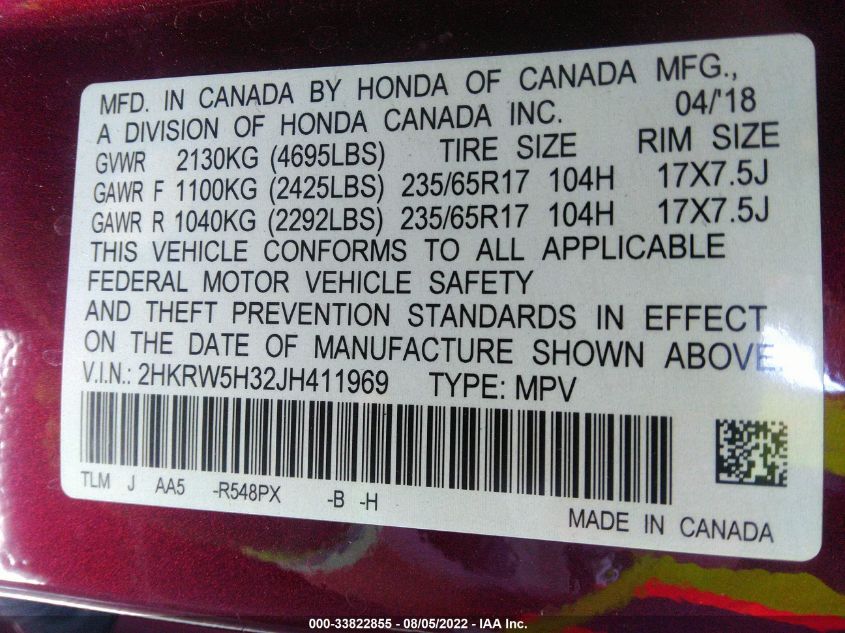 MFD. IN CANADA BY HONDA OF CANADA MFG.,
A DIVISION OF HONDA CANADA INC. 04/'18
GVWR 2130KG (4695LBS) TIRE SIZE RIM SIZE
GAWR F 1100KG (2425LBS) 235/65R17 104H 17X7.5J
GAWR R 1040KG (2292LBS) 235/65R17 104H 17X7.5J
THIS VEHICLE CONFORMS TO ALL APPLICABLE
FEDERAL MOTOR VEHICLE SAFETY
AND THEFT PREVENTION STANDARDS IN EFFECT
ON THE DATE OF MANUFACTURE SHOWN ABOVE.
V.I.N.: 2HKRW5H32JH411969 TYPE: MPV
TLM J AA5 -R548PX -B -H
MADE IN CANADA
000-33822855 - 08/05/2022 - IAA Inc.